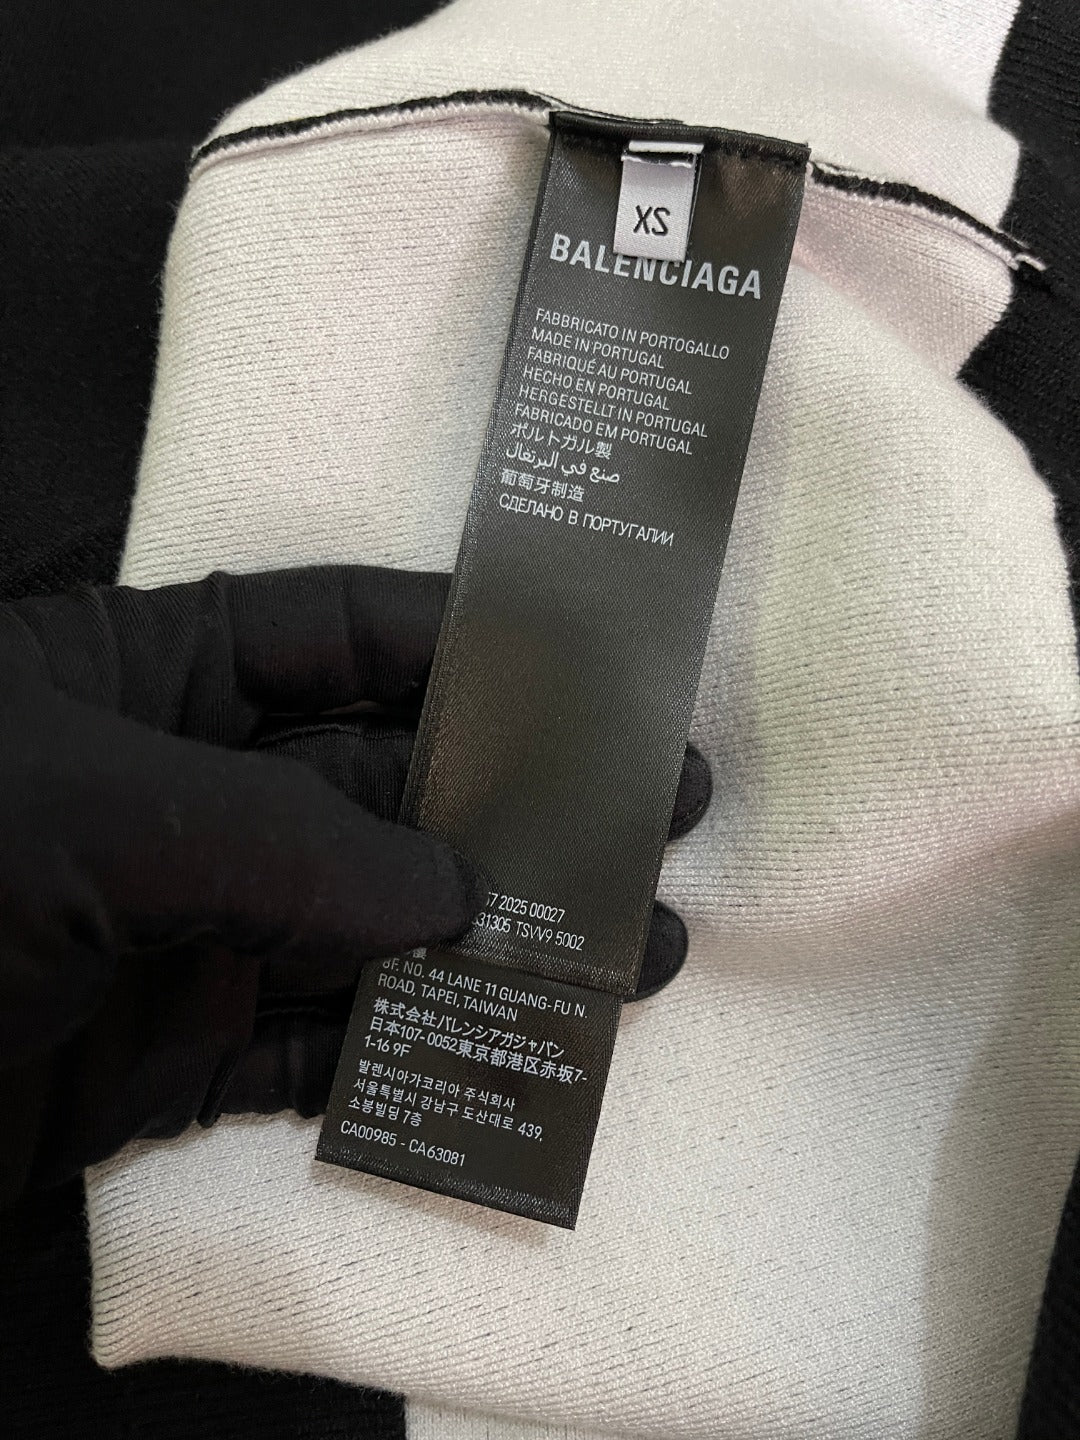 XS
BALENCIAGA
FABBRICATO IN PORTOGALLO
MADE IN PORTUGAL
FABRIQUÉ AU PORTUGAL
HECHO EN PORTUGAL
HERGESTELLT IN PORTUGAL
FABRICADO EM PORTUGAL
ポルトガル製
صنع في البرتغال
葡萄牙制造
СДЕЛАНО В ПОРТУГАЛИИ
2025 00027
TSVV9 5002
8F. NO. 44 LANE 11 GUANG-FU N.
ROAD, TAPEI, TAIWAN
株式会社バレンシアガジャパン
日本107-0052東京都港区赤坂7-
1-16 9F
발렌시아가코리아 주식회사
서울특별시 강남구 도산대로 439,
소봉빌딩 7층
CA00985 - CA63081